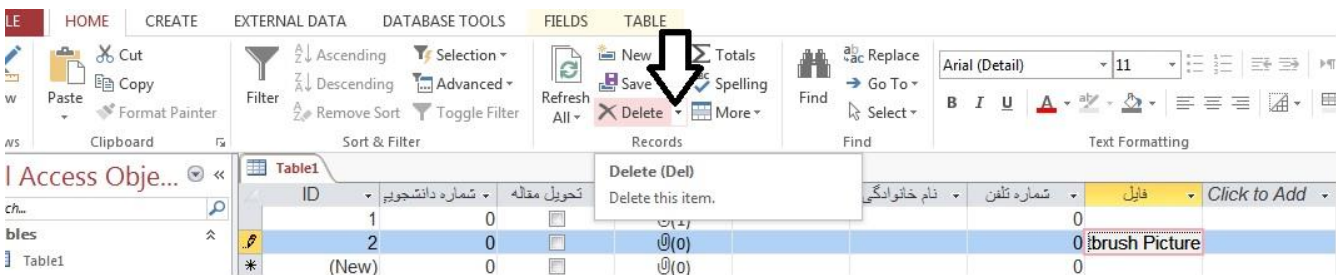 LE HOME CREATE EXTERNAL DATA DATABASE TOOLS FIELDS TABLE
Cut
Copy
Format Painter
Paste
Clipboard
Filter
Ascending
Descending
Remove Sort
Selection
Advanced
Toggle Filter
Sort & Filter
Refresh
All
New
Save
Delete
Totals
Spelling
More
Records
Find
Replace
Go To
Select
Find
Arial (Detail) 11
B I U A
Text Formatting
l Access Obje...
ch...
bles
Table1
Table1
Delete (Del)
Delete this item.
ID شماره دانشجویی تحویل مقاله نام خانوادگی شماره تلفن فایل Click to Add
1 0 (1) 0
2 0 (0) 0 brush Picture
(New) 0 (0) 0